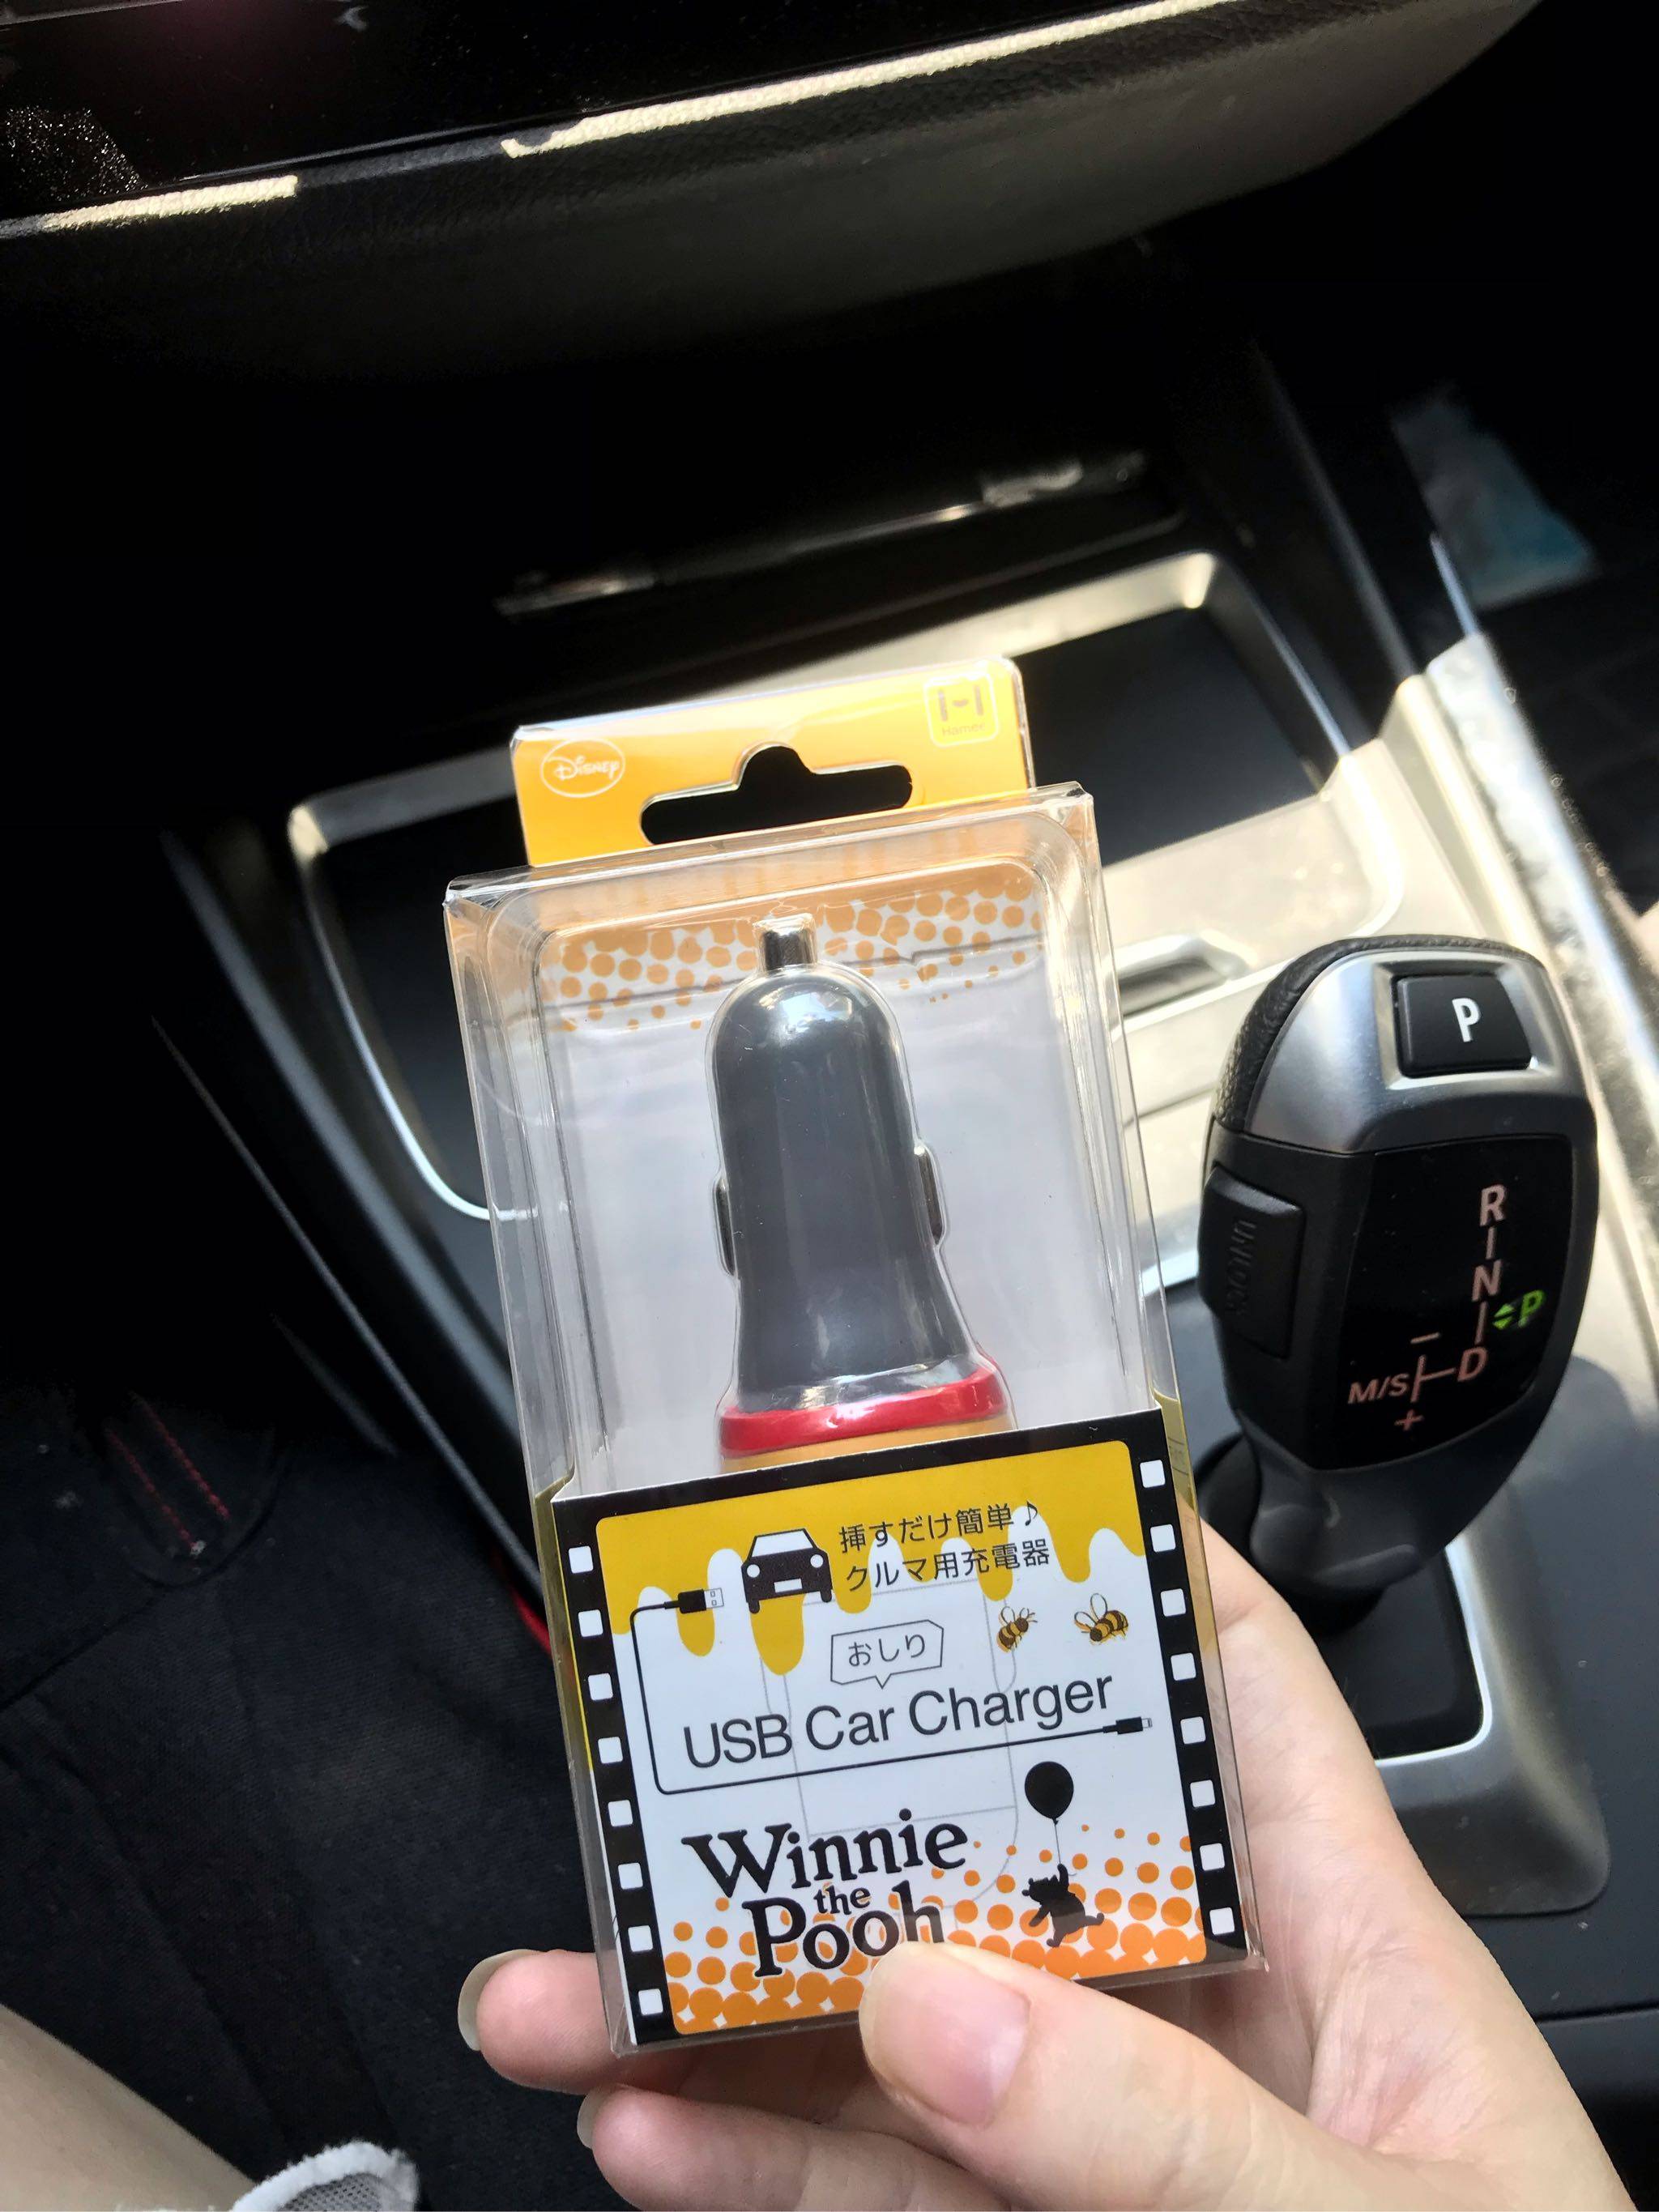 Disney
Hamee
挿すだけ簡単♪
クルマ用充電器
おしり
USB Car Charger
Winnie
the
Pooh
P
UNLOCK
R
N
P
D
M/S
−
+